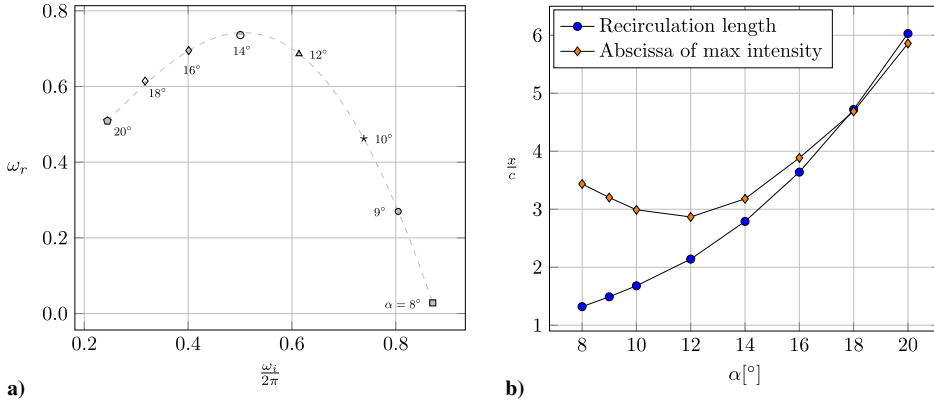 0.8
0.6
0.4
0.2
0.0
ω_r
20°
18°
16°
14°
12°
10°
9°
α = 8°
0.2 0.4 0.6 0.8
ω_i/2π
a)
Recirculation length
Abscissa of max intensity
6
5
4
3
2
1
x/c
8 10 12 14 16 18 20
α[°]
b)